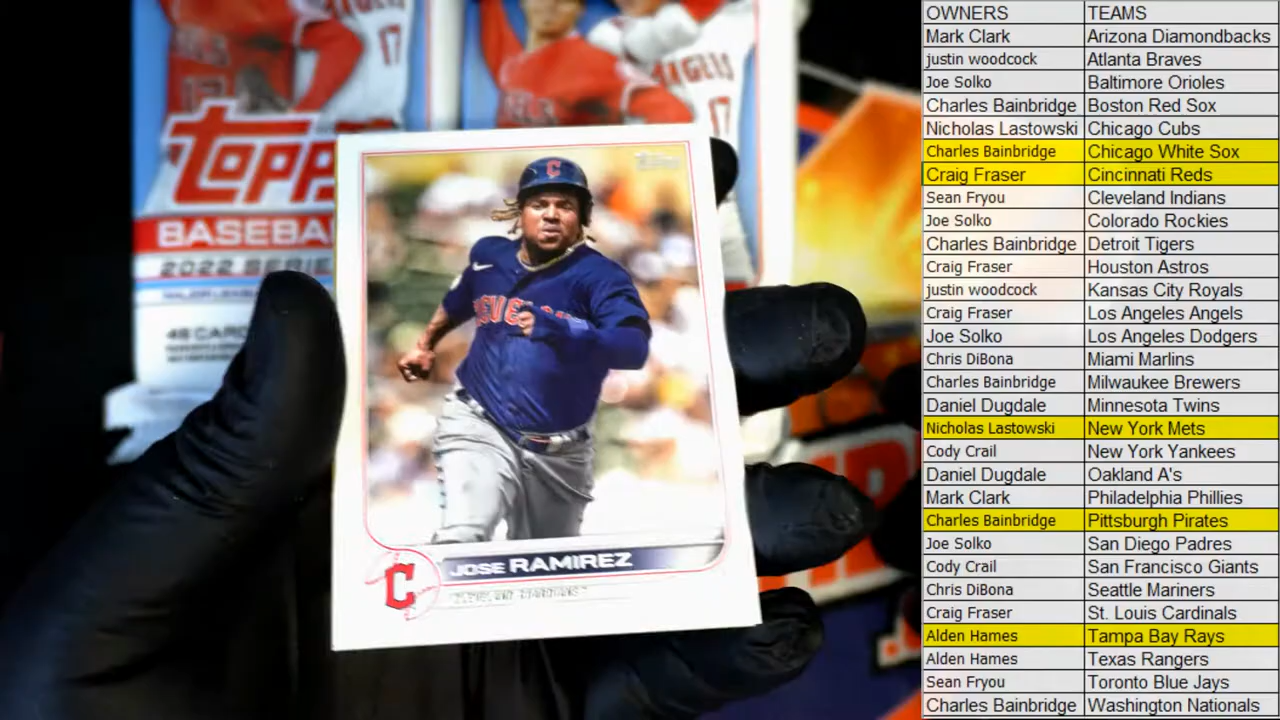 TOPPS
BASEBALL
2022 SERIE
ANGELS
17
17
C
JOSE RAMIREZ
CLEVELAND GUARDIANS
C
OWNERS TEAMS
Mark Clark Arizona Diamondbacks
justin woodcock Atlanta Braves
Joe Solko Baltimore Orioles
Charles Bainbridge Boston Red Sox
Nicholas Lastowski Chicago Cubs
Charles Bainbridge Chicago White Sox
Craig Fraser Cincinnati Reds
Sean Fryou Cleveland Indians
Joe Solko Colorado Rockies
Charles Bainbridge Detroit Tigers
Craig Fraser Houston Astros
justin woodcock Kansas City Royals
Craig Fraser Los Angeles Angels
Joe Solko Los Angeles Dodgers
Chris DiBona Miami Marlins
Charles Bainbridge Milwaukee Brewers
Daniel Dugdale Minnesota Twins
Nicholas Lastowski New York Mets
Cody Crail New York Yankees
Daniel Dugdale Oakland A's
Mark Clark Philadelphia Phillies
Charles Bainbridge Pittsburgh Pirates
Joe Solko San Diego Padres
Cody Crail San Francisco Giants
Chris DiBona Seattle Mariners
Craig Fraser St. Louis Cardinals
Alden Hames Tampa Bay Rays
Alden Hames Texas Rangers
Sean Fryou Toronto Blue Jays
Charles Bainbridge Washington Nationals